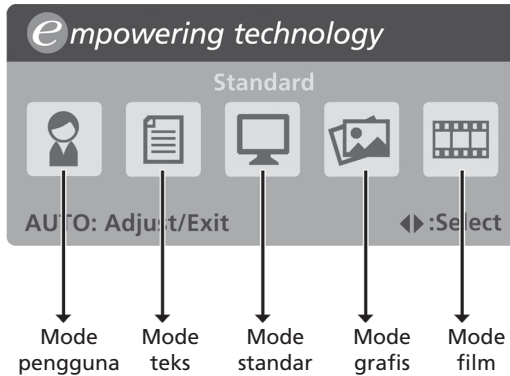 empowering technology
Standard
AUTO: Adjust/Exit ◀▶:Select
Mode pengguna
Mode teks
Mode standar
Mode grafis
Mode film